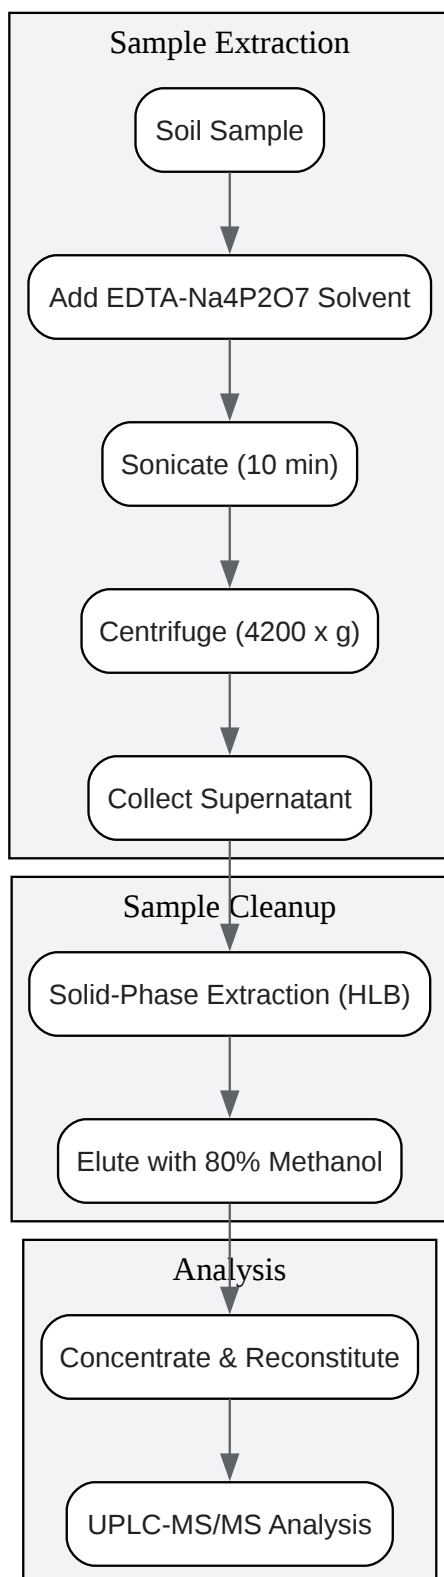 Sample Extraction
Soil Sample
Add EDTA-Na4P2O7 Solvent
Sonicate (10 min)
Centrifuge (4200 x g)
Collect Supernatant
Sample Cleanup
Solid-Phase Extraction (HLB)
Elute with 80% Methanol
Analysis
Concentrate & Reconstitute
UPLC-MS/MS Analysis